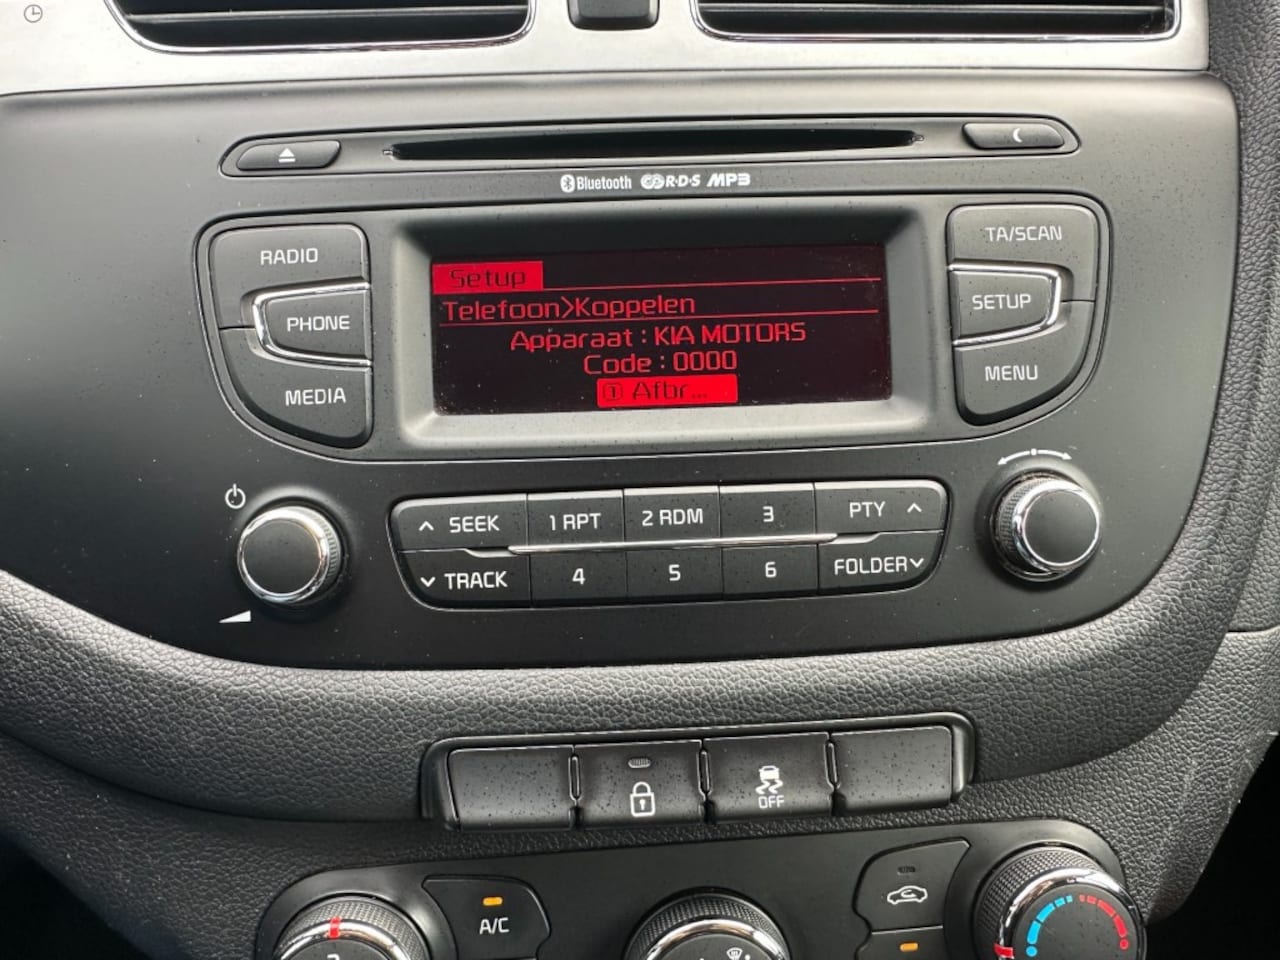 Bluetooth R·D·S MP3
RADIO
PHONE
MEDIA
Setup
Telefoon>Koppelen
Apparaat : KIA MOTORS
Code : 0000
1 Afbr...
TA/SCAN
SETUP
MENU
SEEK 1 RPT 2 RDM 3 PTY
TRACK 4 5 6 FOLDER
OFF
A/C